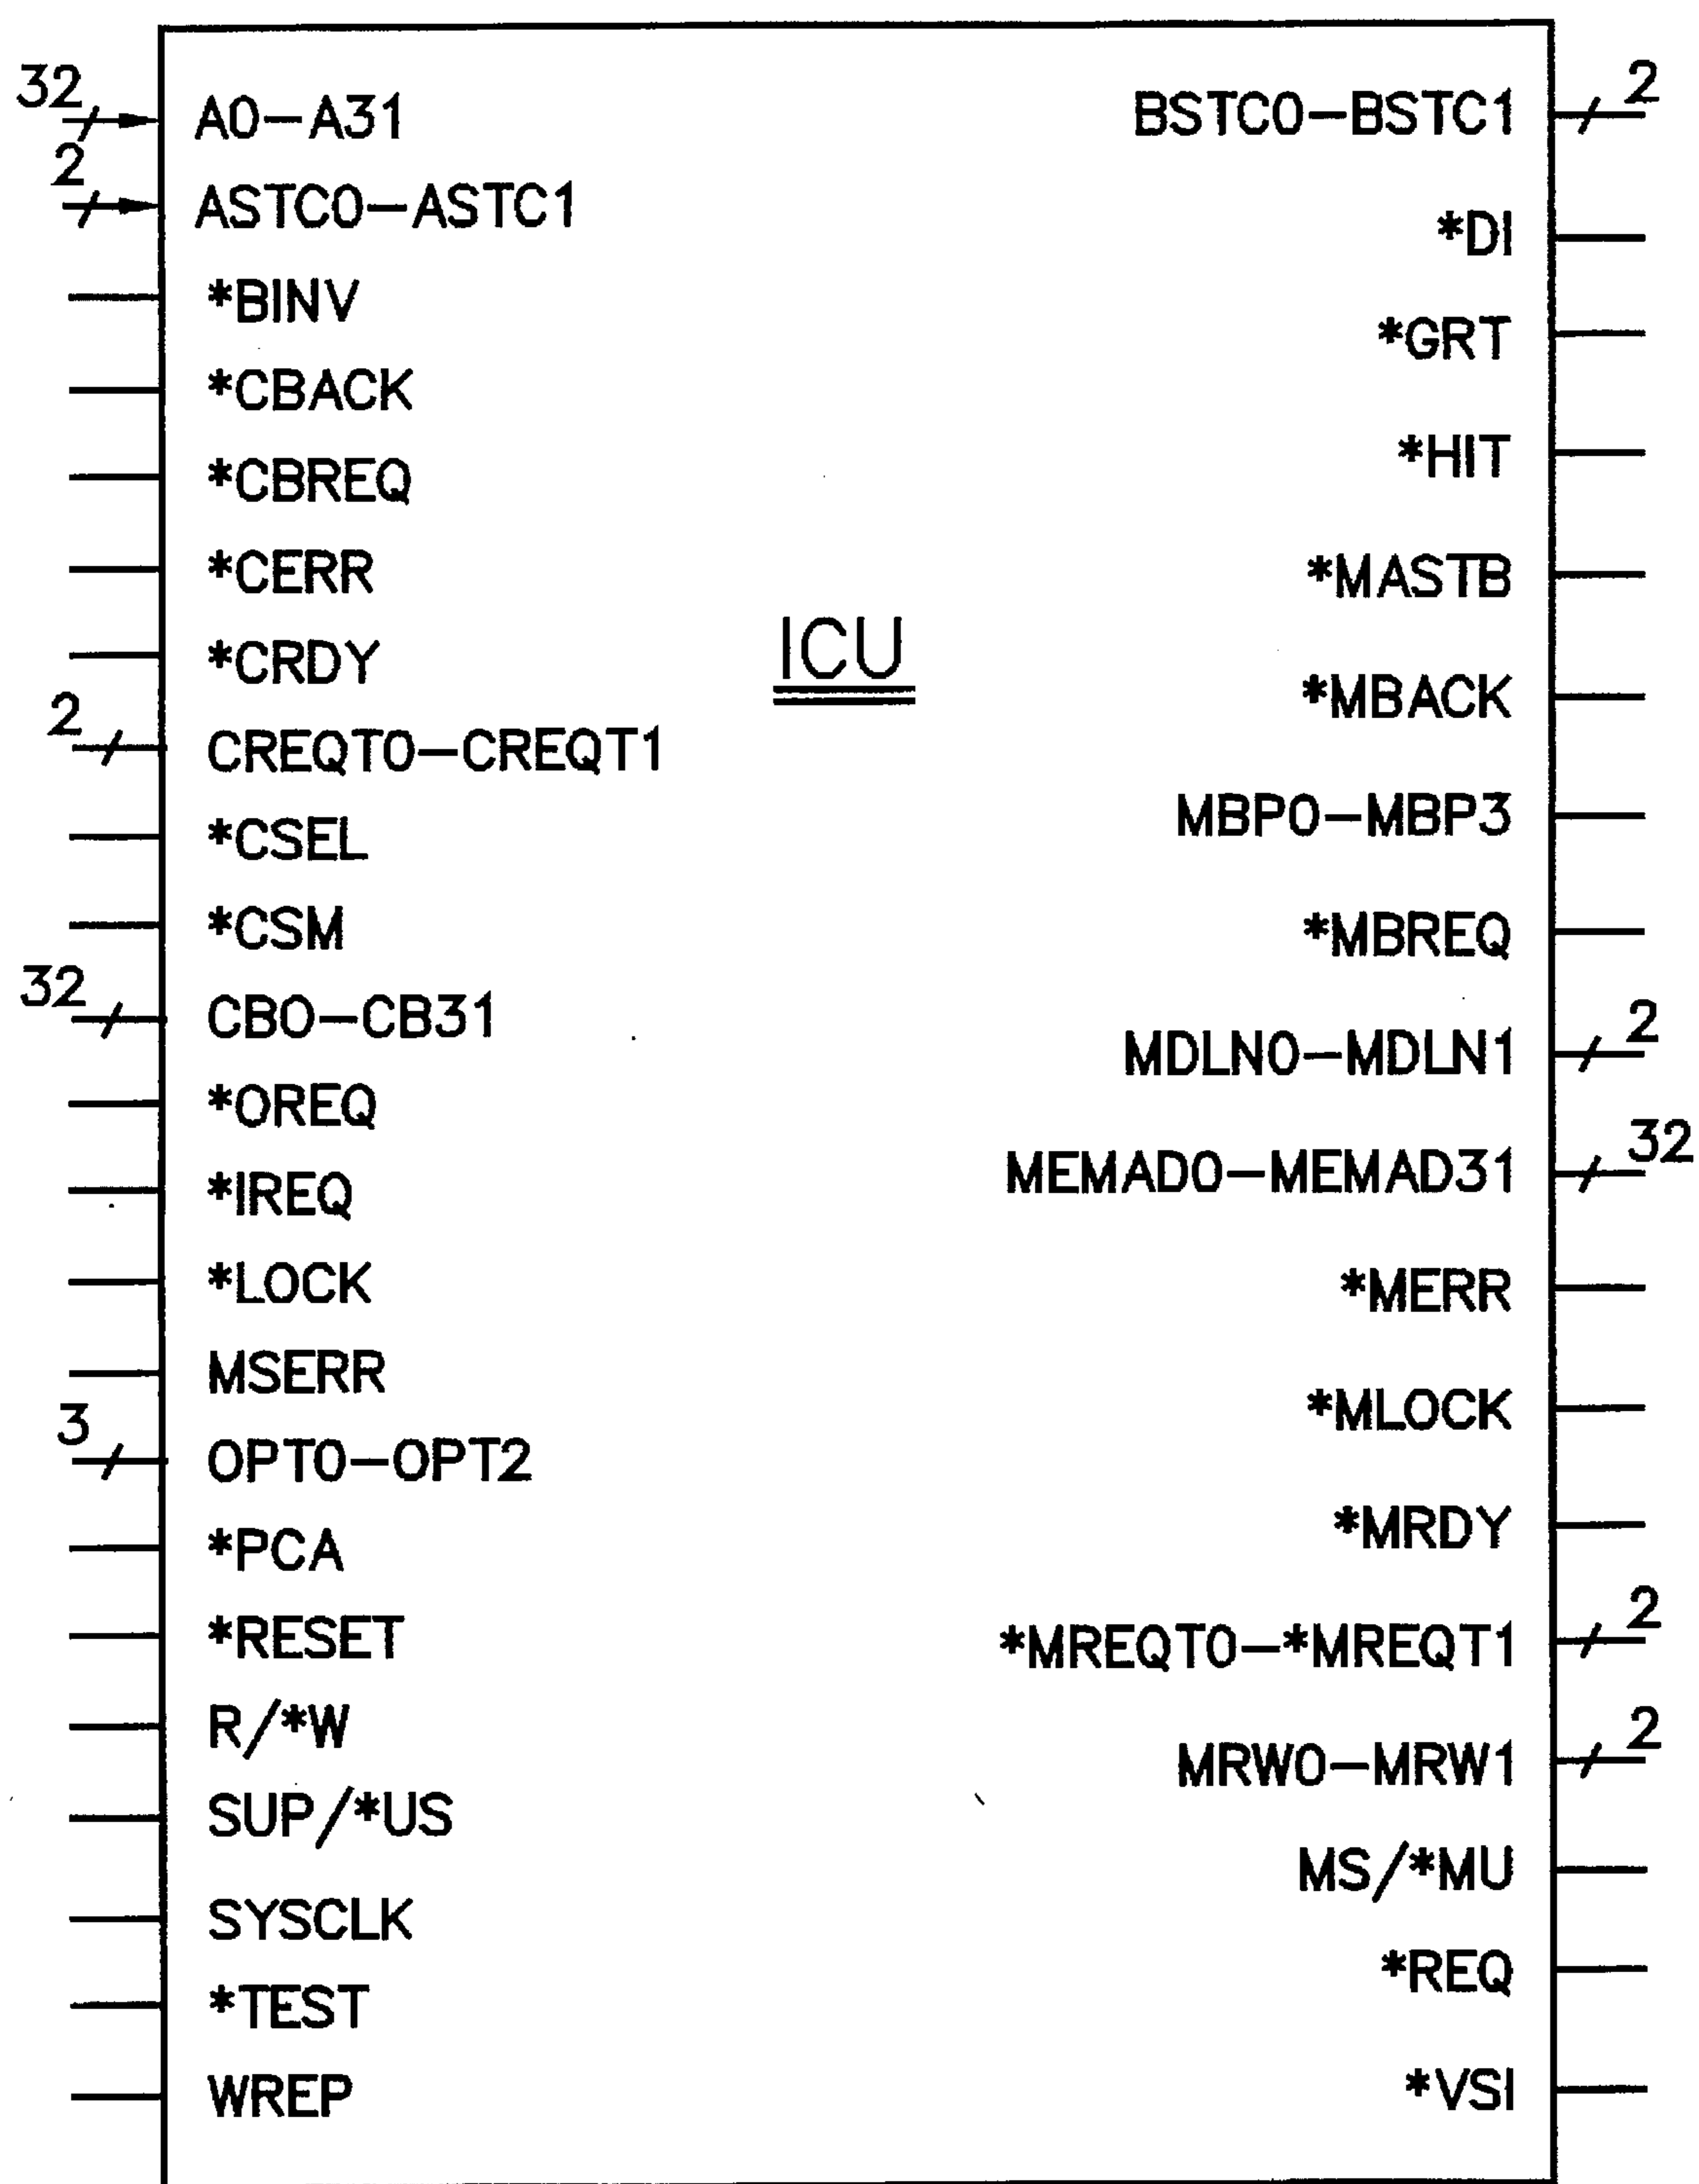 32
A0-A31
2
ASTC0-ASTC1
*BINV
*CBACK
*CBREQ
*CERR
*CRDY
2
CREQT0-CREQT1
*CSEL
*CSM
32
CB0-CB31
*OREQ
*IREQ
*LOCK
MSERR
3
OPT0-OPT2
*PCA
*RESET
R/*W
SUP/*US
SYSCLK
*TEST
WREP
ICU
BSTC0-BSTC1
2
*DI
*GRT
*HIT
*MASTB
*MBACK
MBP0-MBP3
*MBREQ
MDLN0-MDLN1
2
MEMAD0-MEMAD31
32
*MERR
*MLOCK
*MRDY
*MREQT0-*MREQT1
2
MRW0-MRW1
2
MS/*MU
*REQ
*VSI